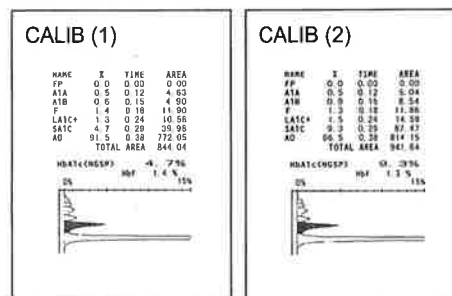 CALIB (1)
NAME % TIME AREA
FP 0.0 0.00 0.00
A1A 0.5 0.12 4.63
A1B 0.6 0.15 4.90
F 1.4 0.18 11.90
LA1C+ 1.3 0.24 10.56
SA1C 4.7 0.29 39.96
A0 91.5 0.38 772.05
TOTAL AREA 844.04
HbA1c(NGSP) 4.7%
HbF 1.4 %
0% 15%
CALIB (2)
NAME % TIME AREA
FP 0.0 0.00 0.00
A1A 0.5 0.12 5.04
A1B 0.9 0.15 8.54
F 1.3 0.18
LA1C+ 1.5 0.24 14.59
SA1C 9.3 0.29 87.47
A0 86.5 0.38 814.15
TOTAL AREA 941.64
HbA1c(NGSP) 9.3%
HbF 1.3 %
0% 15%